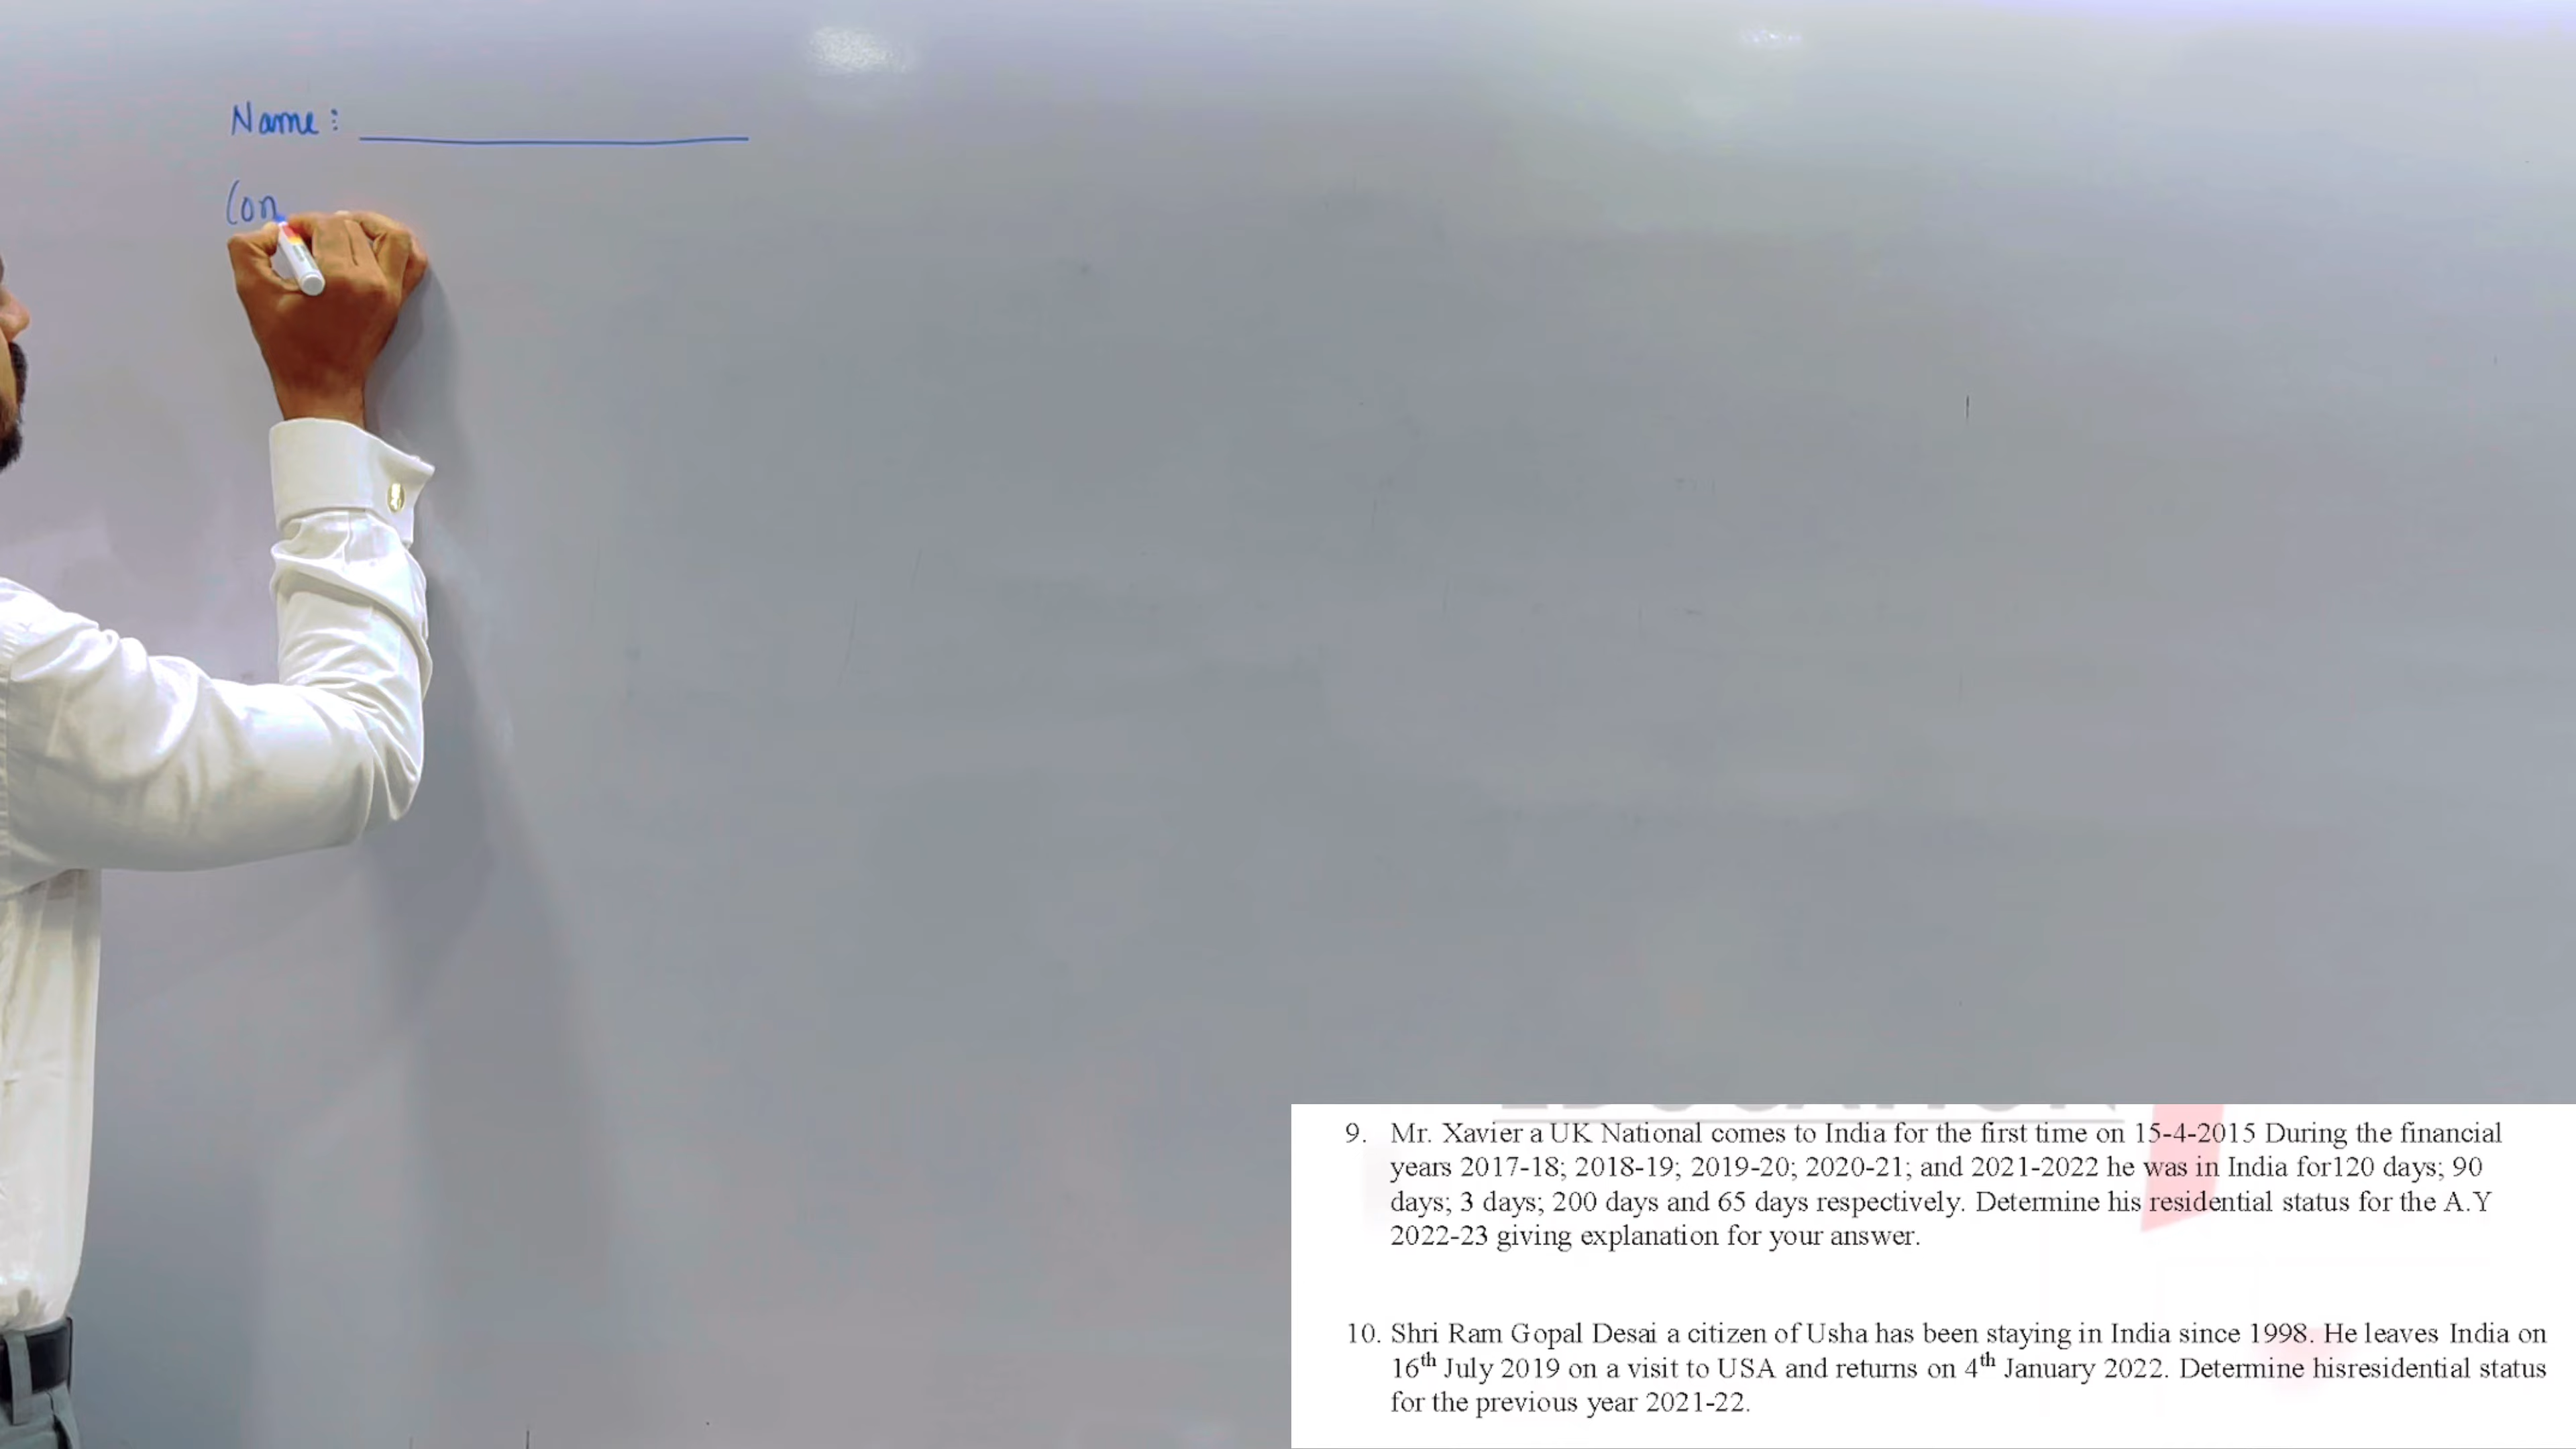 Name : ____________
Con
9. Mr. Xavier a UK National comes to India for the first time on 15-4-2015 During the financial
years 2017-18; 2018-19; 2019-20; 2020-21; and 2021-2022 he was in India for120 days; 90
days; 3 days; 200 days and 65 days respectively. Determine his residential status for the A.Y
2022-23 giving explanation for your answer.
10. Shri Ram Gopal Desai a citizen of Usha has been staying in India since 1998. He leaves India on
16th July 2019 on a visit to USA and returns on 4th January 2022. Determine hisresidential status
for the previous year 2021-22.